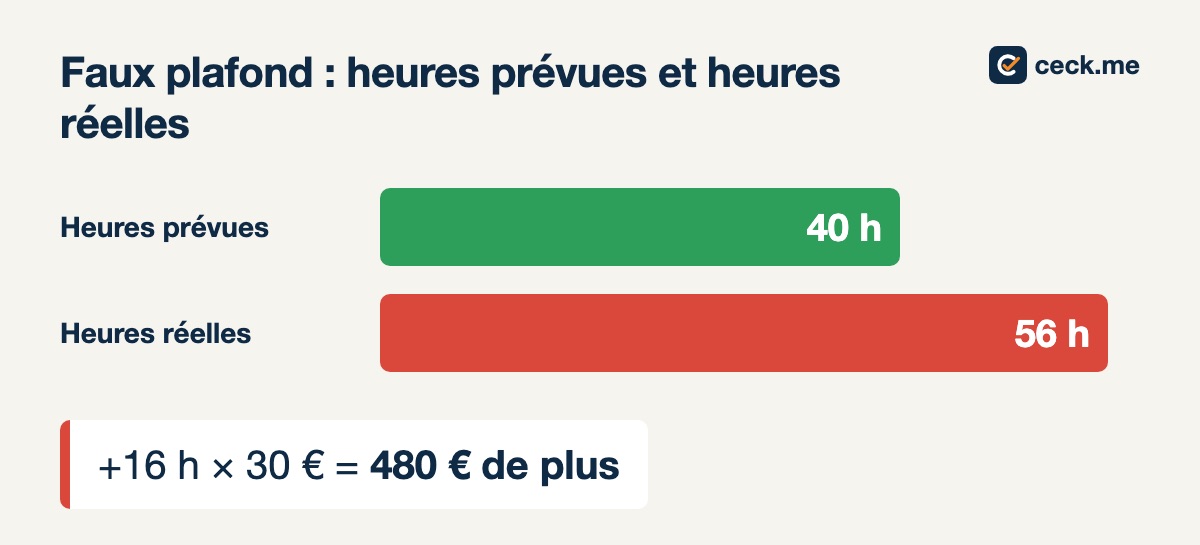 Faux plafond : heures prévues et heures
réelles
ceck.me
Heures prévues
40 h
Heures réelles
56 h
+16 h × 30 € = 480 € de plus